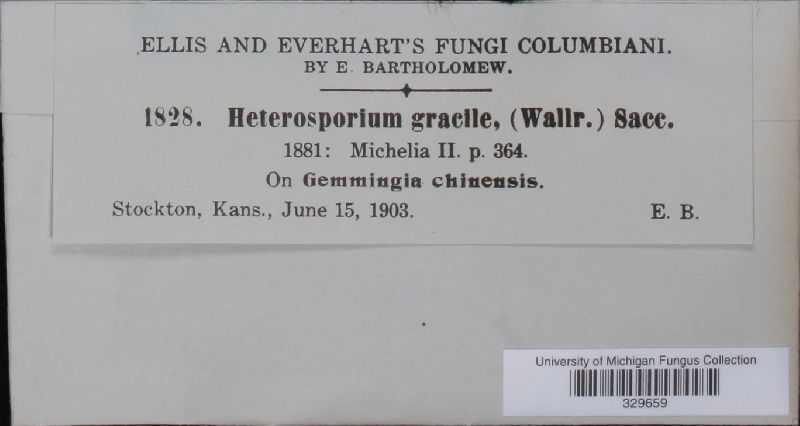 ELLIS AND EVERHART'S FUNGI COLUMBIANI.
BY E. BARTHOLOMEW.
1828. Heterosporium gracile, (Wallr.) Sacc.
1881: Michelia II. p. 364.
On Gemmingia chinensis.
Stockton, Kans., June 15, 1903. E. B.
University of Michigan Fungus Collection
329659